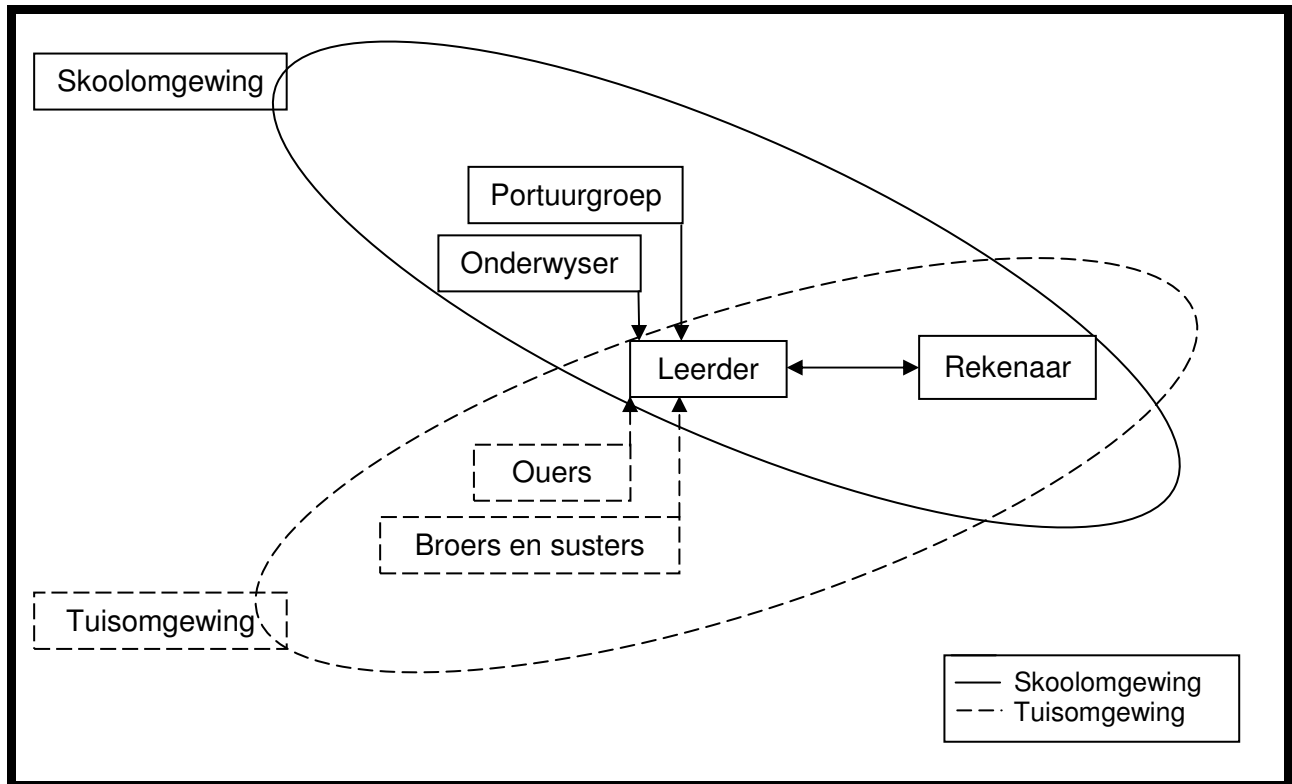 Skoolomgewing
Portuurgroep
Onderwyser
Leerder
Rekenaar
Ouers
Broers en susters
Tuisomgewing
Skoolomgewing
Tuisomgewing